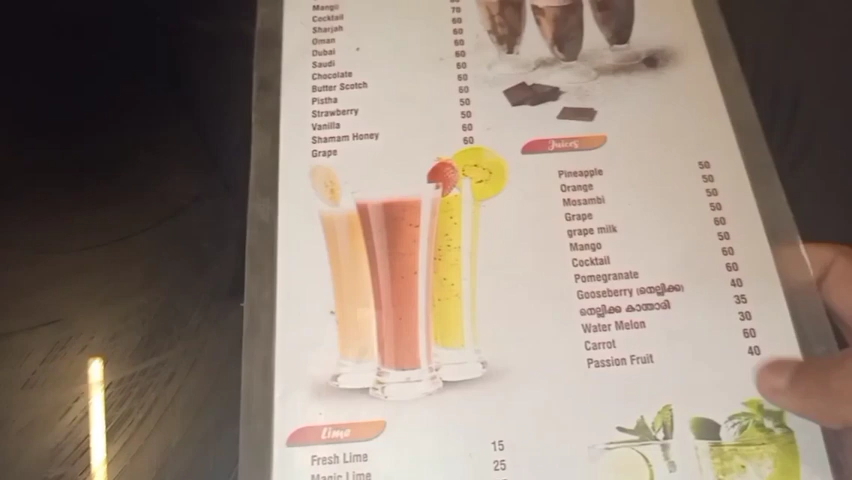 Mango
Cocktail 70
Sharjah 60
Oman 60
Dubai 60
Saudi 60
Chocolate 60
Butter Scotch 60
Pistha 60
Strawberry 50
Vanilla 50
Shamam Honey 60
Grape 60
Juices
Pineapple 50
Orange 50
Mosambi 50
Grape 50
grape milk 60
Mango 50
Cocktail 60
Pomegranate 60
Gooseberry (നെല്ലിക്ക) 40
നെല്ലിക്ക കാന്താരി 35
Water Melon 30
Carrot 60
Passion Fruit 40
Lime
Fresh Lime 15
Magic Lime 25